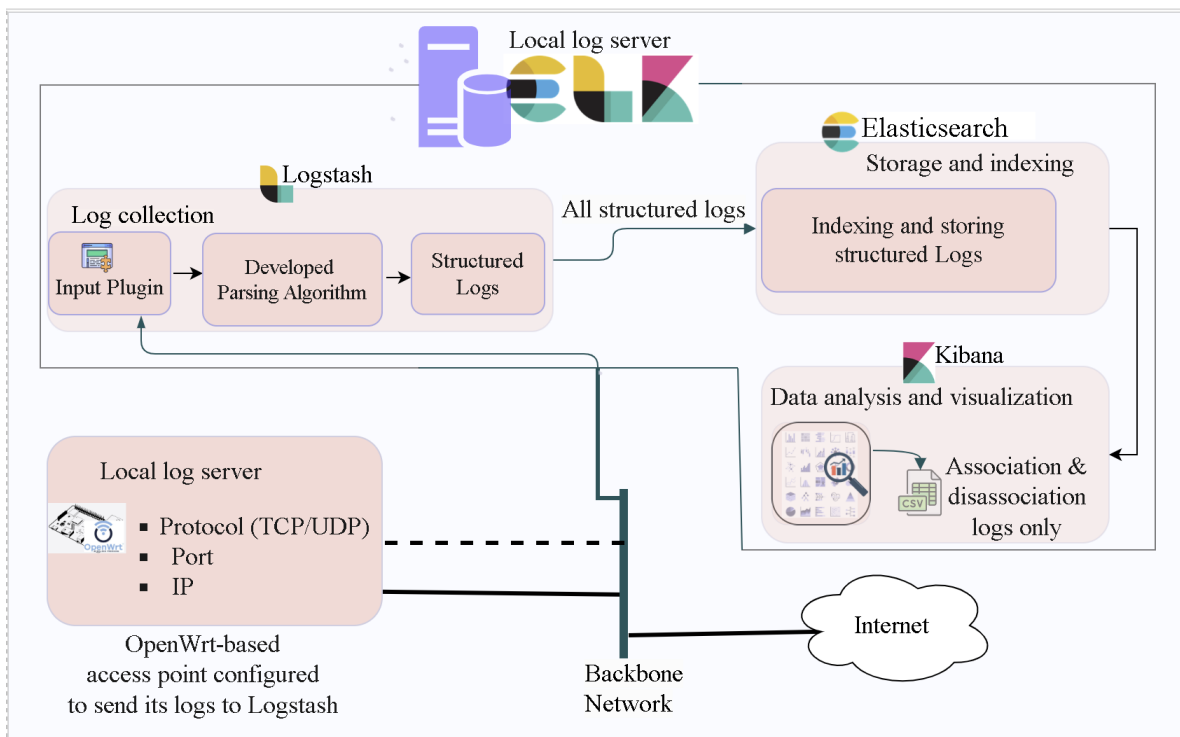 Local log server
Elasticsearch
Storage and indexing
Logstash
Log collection
Input Plugin
Developed
Parsing Algorithm
Structured
Logs
All structured logs
Indexing and storing
structured Logs
Kibana
Data analysis and visualization
CSV
Association &
disassociation
logs only
Local log server
OpenWrt
▪ Protocol (TCP/UDP)
▪ Port
▪ IP
OpenWrt-based
access point configured
to send its logs to Logstash
Backbone
Network
Internet